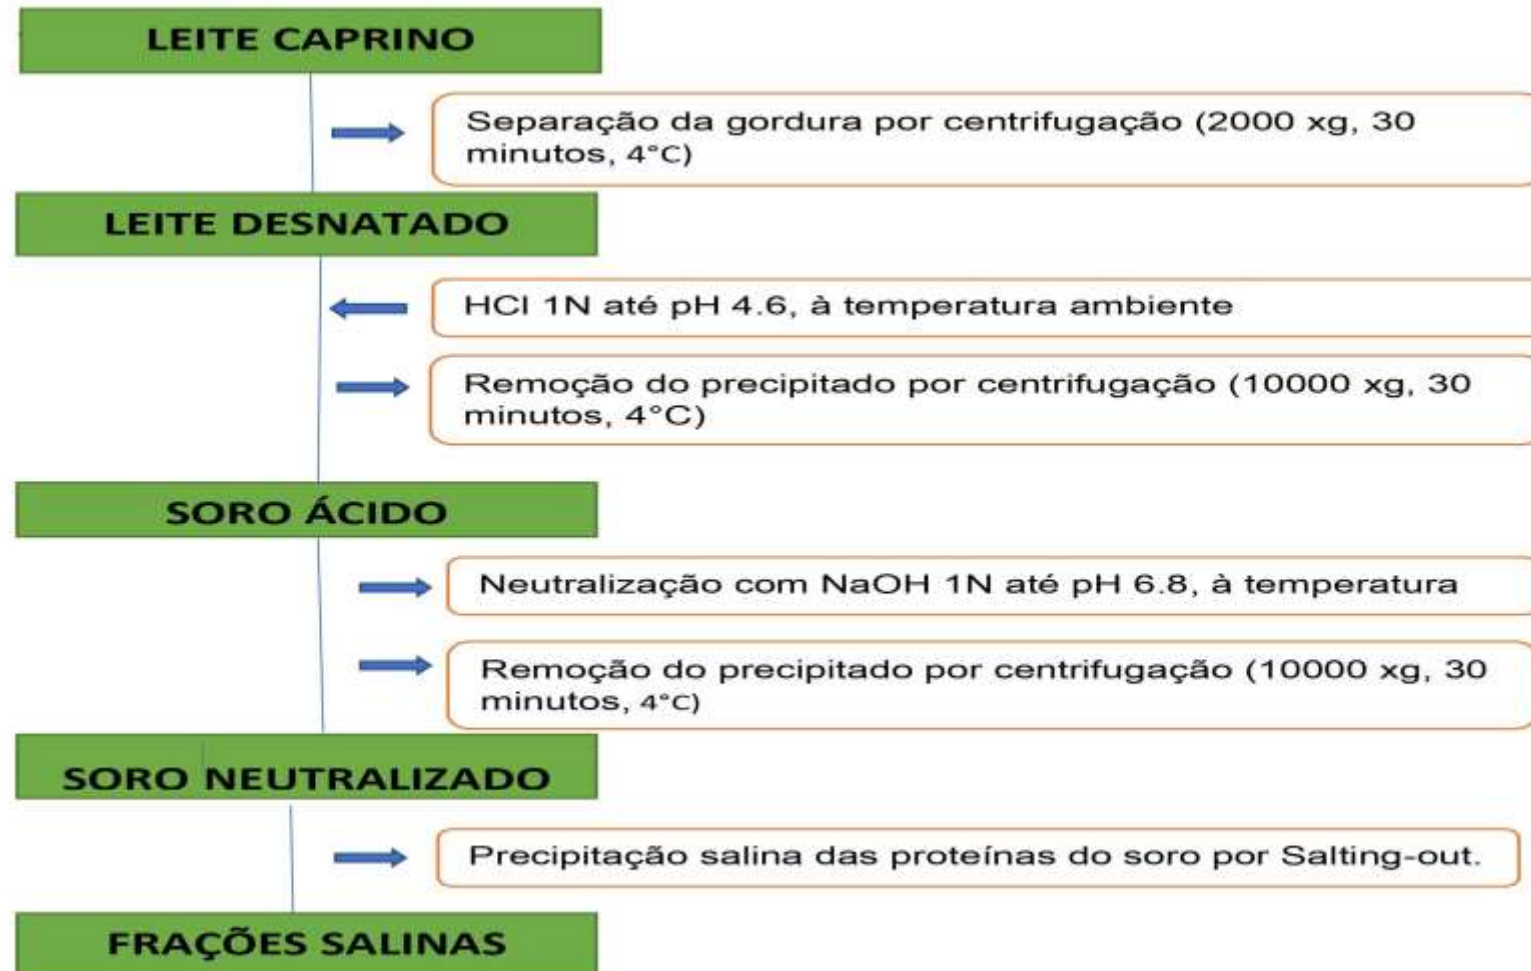 LEITE CAPRINO
Separação da gordura por centrifugação (2000 xg, 30
minutos, 4°C)
LEITE DESNATADO
HCl 1N até pH 4.6, à temperatura ambiente
Remoção do precipitado por centrifugação (10000 xg, 30
minutos, 4°C)
SORO ÁCIDO
Neutralização com NaOH 1N até pH 6.8, à temperatura
Remoção do precipitado por centrifugação (10000 xg, 30
minutos, 4°C)
SORO NEUTRALIZADO
Precipitação salina das proteínas do soro por Salting-out.
FRAÇÕES SALINAS